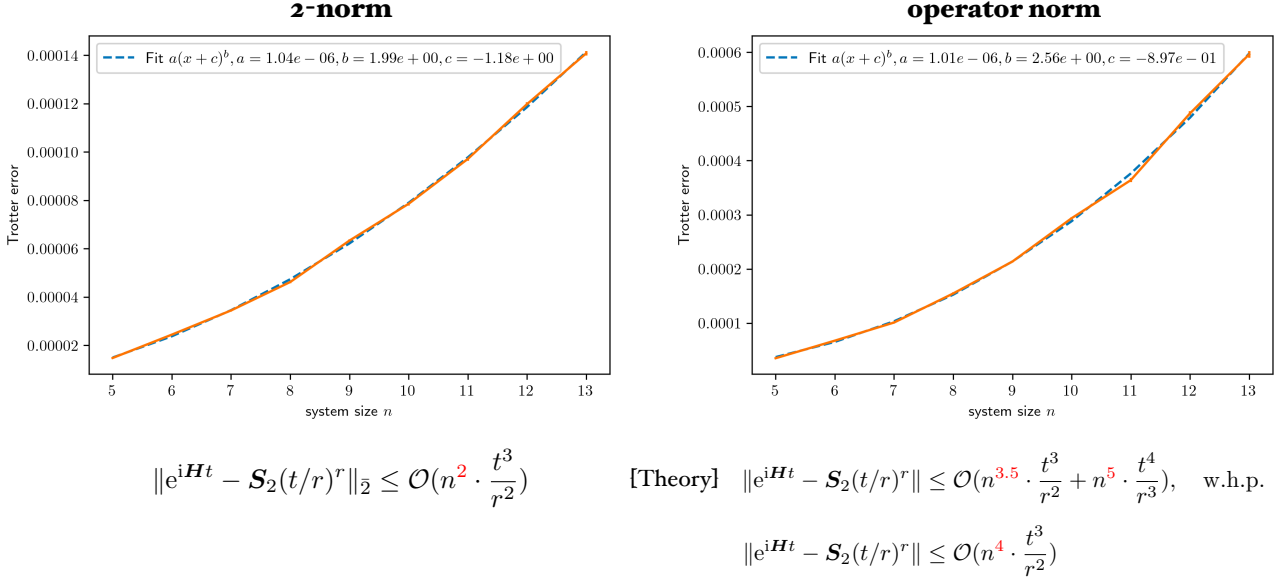 2-norm
Fit a(x + c)^b, a = 1.04e − 06, b = 1.99e + 00, c = −1.18e + 00
0.00014
0.00012
0.00010
0.00008
0.00006
0.00004
0.00002
Trotter error
5 6 7 8 9 10 11 12 13
system size n
‖e^{iHt} − S_2(t/r)^r‖_{\bar{2}} ≤ O(n^2 · t^3/r^2)
operator norm
Fit a(x + c)^b, a = 1.01e − 06, b = 2.56e + 00, c = −8.97e − 01
0.0006
0.0005
0.0004
0.0003
0.0002
0.0001
Trotter error
5 6 7 8 9 10 11 12 13
system size n
[Theory] ‖e^{iHt} − S_2(t/r)^r‖ ≤ O(n^{3.5} · t^3/r^2 + n^5 · t^4/r^3), w.h.p.
‖e^{iHt} − S_2(t/r)^r‖ ≤ O(n^4 · t^3/r^2)